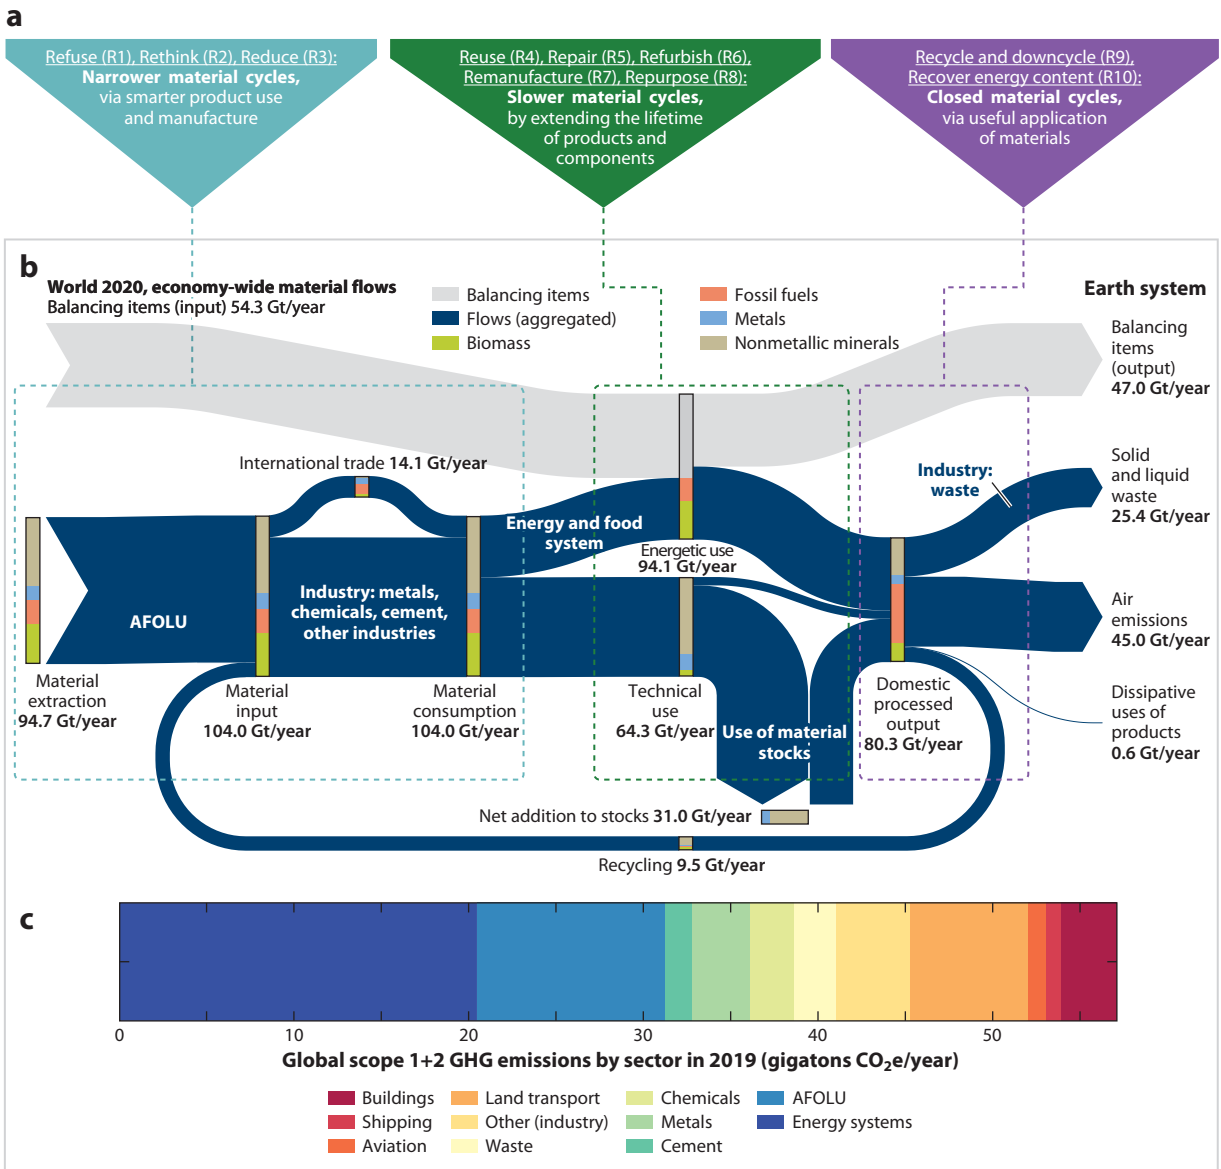 a
Refuse (R1), Rethink (R2), Reduce (R3):
Narrower material cycles,
via smarter product use
and manufacture
Reuse (R4), Repair (R5), Refurbish (R6),
Remanufacture (R7), Repurpose (R8):
Slower material cycles,
by extending the lifetime
of products and
components
Recycle and downcycle (R9),
Recover energy content (R10):
Closed material cycles,
via useful application
of materials
b
World 2020, economy-wide material flows
Balancing items (input) 54.3 Gt/year
Balancing items
Flows (aggregated)
Biomass
Fossil fuels
Metals
Nonmetallic minerals
Earth system
Balancing
items
(output)
47.0 Gt/year
International trade 14.1 Gt/year
Industry:
waste
Solid
and liquid
waste
25.4 Gt/year
Energy and food
system
Energetic use
94.1 Gt/year
AFOLU
Industry: metals,
chemicals, cement,
other industries
Air
emissions
45.0 Gt/year
Material
extraction
94.7 Gt/year
Material
input
104.0 Gt/year
Material
consumption
104.0 Gt/year
Technical
use
64.3 Gt/year
Use of material
stocks
Domestic
processed
output
80.3 Gt/year
Dissipative
uses of
products
0.6 Gt/year
Net addition to stocks 31.0 Gt/year
Recycling 9.5 Gt/year
c
0 10 20 30 40 50
Global scope 1+2 GHG emissions by sector in 2019 (gigatons CO₂e/year)
Buildings
Shipping
Aviation
Land transport
Other (industry)
Waste
Chemicals
Metals
Cement
AFOLU
Energy systems